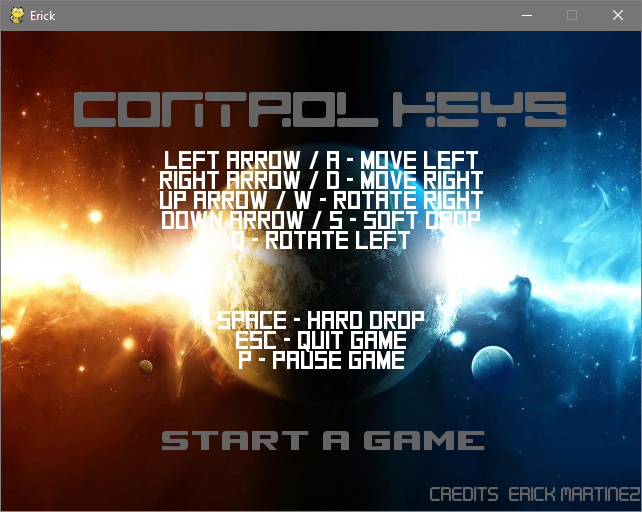 Erick
CONTROL KEYS
LEFT ARROW / A - MOVE LEFT
RIGHT ARROW / D - MOVE RIGHT
UP ARROW / W - ROTATE RIGHT
DOWN ARROW / S - SOFT DROP
Q - ROTATE LEFT
SPACE - HARD DROP
ESC - QUIT GAME
P - PAUSE GAME
START A GAME
CREDITS ERICK MARTINEZ